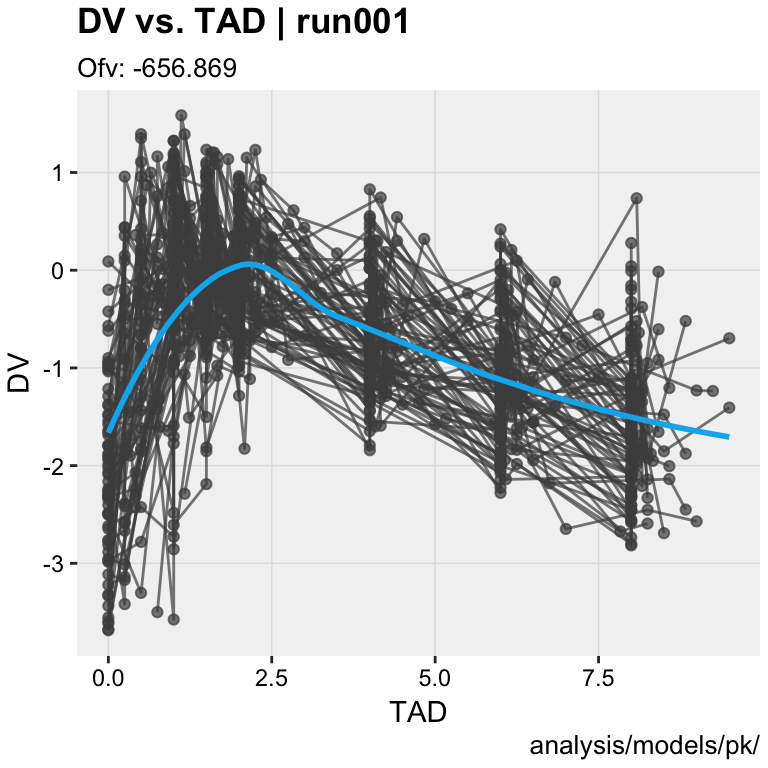 DV vs. TAD | run001
Ofv: -656.869
1
0
-1
-2
-3
DV
0.0 2.5 5.0 7.5
TAD
analysis/models/pk/